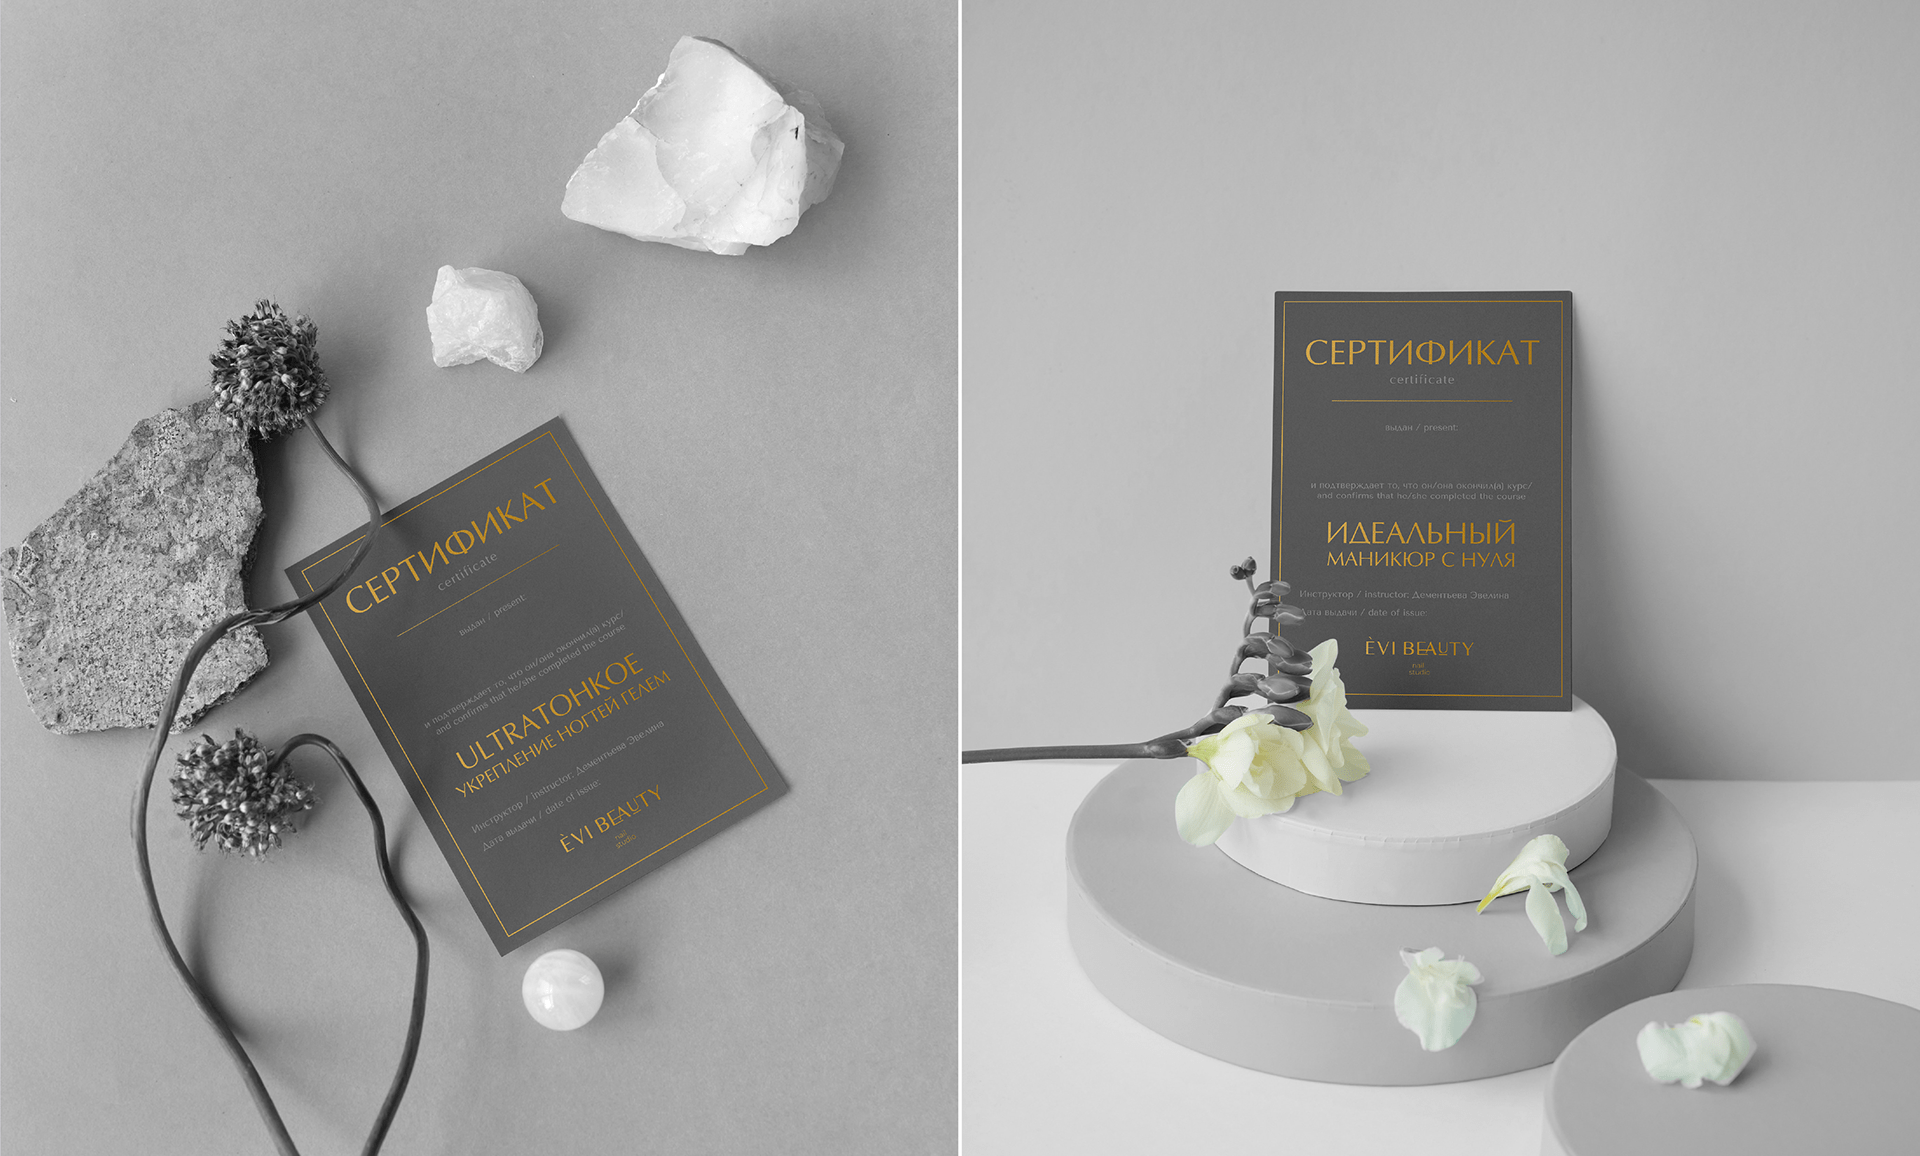 СЕРТИФИКАТ
certificate
выдан / present:
и подтверждает то, что он/она окончил(а) курс/
and confirms that he/she completed the course
ULTRAТОНКОЕ
УКРЕПЛЕНИЕ НОГТЕЙ ГЕЛЕМ
Инструктор / instructor: Дементьева Эвелина
Дата выдачи / date of issue:
ÈVI BEAUTY
nail
studio
СЕРТИФИКАТ
certificate
выдан / present:
и подтверждает то, что он/она окончил(а) курс/
and confirms that he/she completed the course
ИДЕАЛЬНЫЙ
МАНИКЮР С НУЛЯ
Инструктор / instructor: Дементьева Эвелина
Дата выдачи / date of issue:
ÈVI BEAUTY
nail
studio